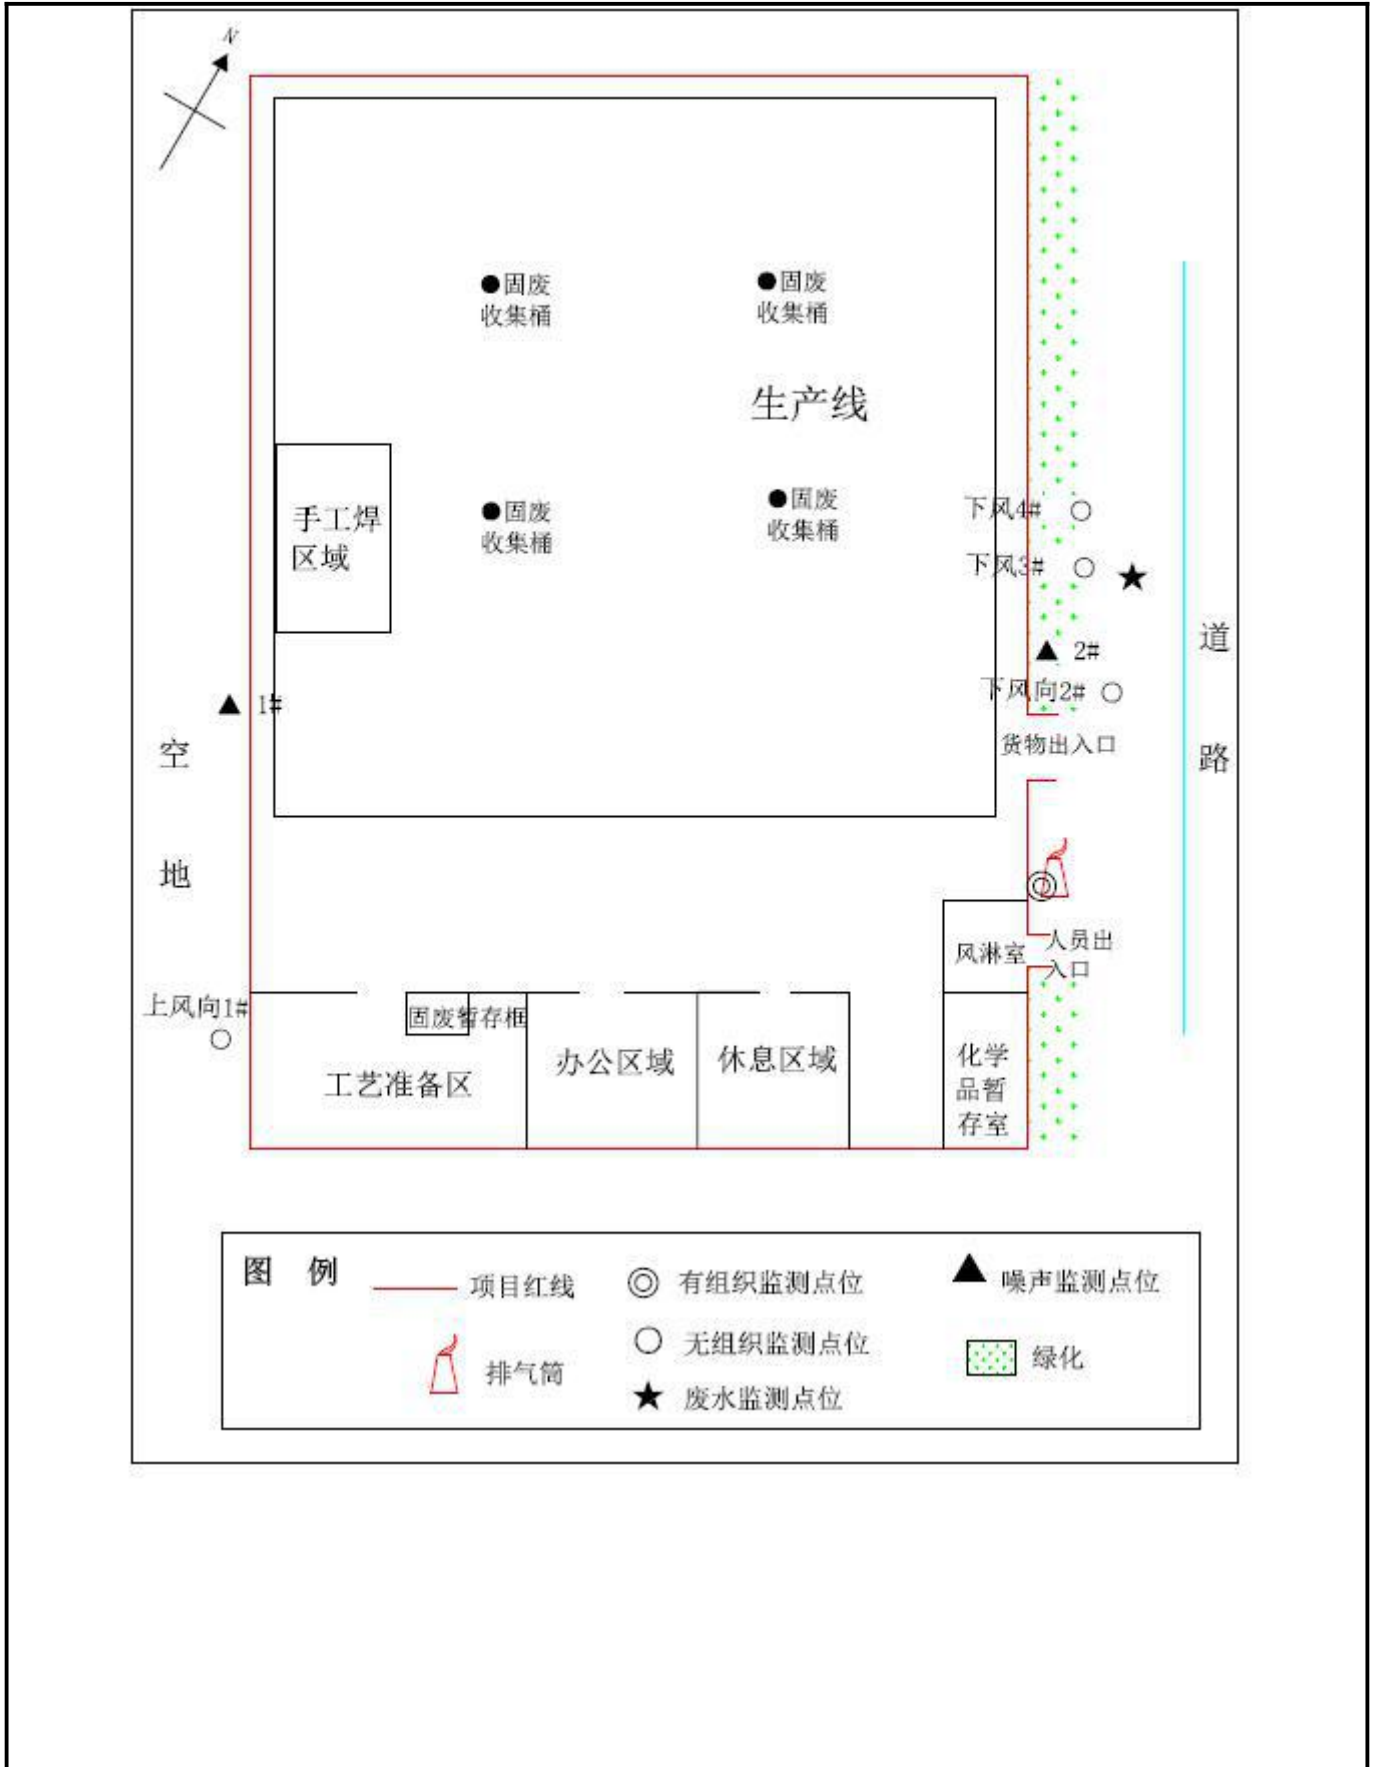 N
固废
收集桶
固废
收集桶
生产线
手工焊
区域
固废
收集桶
固废
收集桶
下风4#
下风3#
2#
下风向2#
道
路
1#
空
地
货物出入口
风淋室
人员出
入口
上风向1#
固废暂存框
工艺准备区
办公区域
休息区域
化学
品暂
存室
图 例
项目红线
有组织监测点位
噪声监测点位
排气筒
无组织监测点位
绿化
废水监测点位